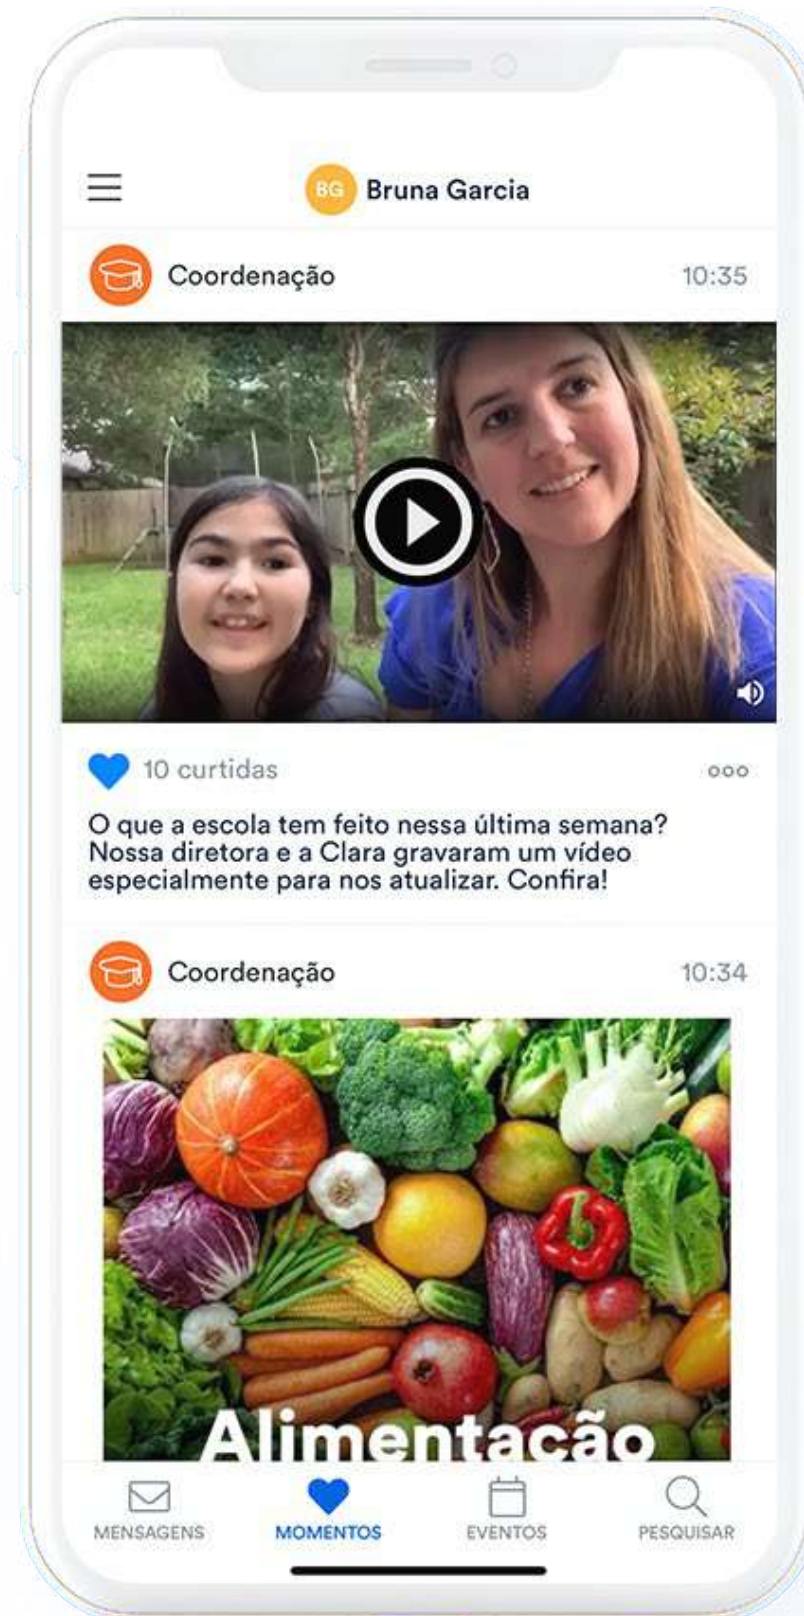 BG Bruna Garcia
Coordenação 10:35
10 curtidas
O que a escola tem feito nessa última semana?
Nossa diretora e a Clara gravaram um vídeo
especialmente para nos atualizar. Confira!
Coordenação 10:34
Alimentação
MENSAGENS MOMENTOS EVENTOS PESQUISAR